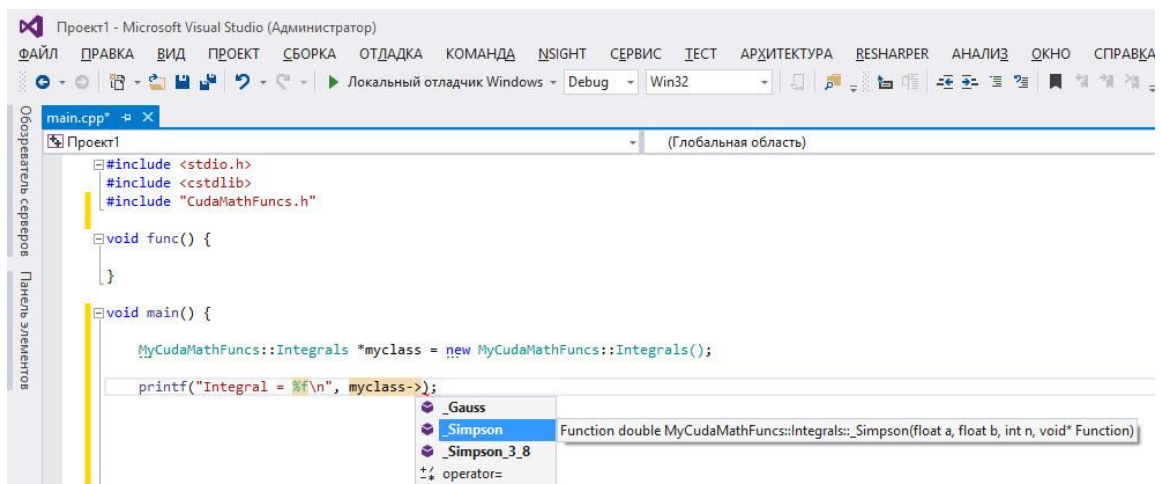 Проект1 - Microsoft Visual Studio (Администратор)
ФАЙЛ ПРАВКА ВИД ПРОЕКТ СБОРКА ОТЛАДКА КОМАНДА NSIGHT СЕРВИС ТЕСТ АРХИТЕКТУРА RESHARPER АНАЛИЗ ОКНО СПРАВКА
Локальный отладчик Windows Debug Win32
Обозреватель серверов
Панель элементов
main.cpp*
Проект1 (Глобальная область)
#include <stdio.h>
#include <cstdlib>
#include "CudaMathFuncs.h"
void func() {
}
void main() {
MyCudaMathFuncs::Integrals *myclass = new MyCudaMathFuncs::Integrals();
printf("Integral = %f\n", myclass->);
_Gauss
_Simpson Function double MyCudaMathFuncs::Integrals::_Simpson(float a, float b, int n, void* Function)
_Simpson_3_8
operator=